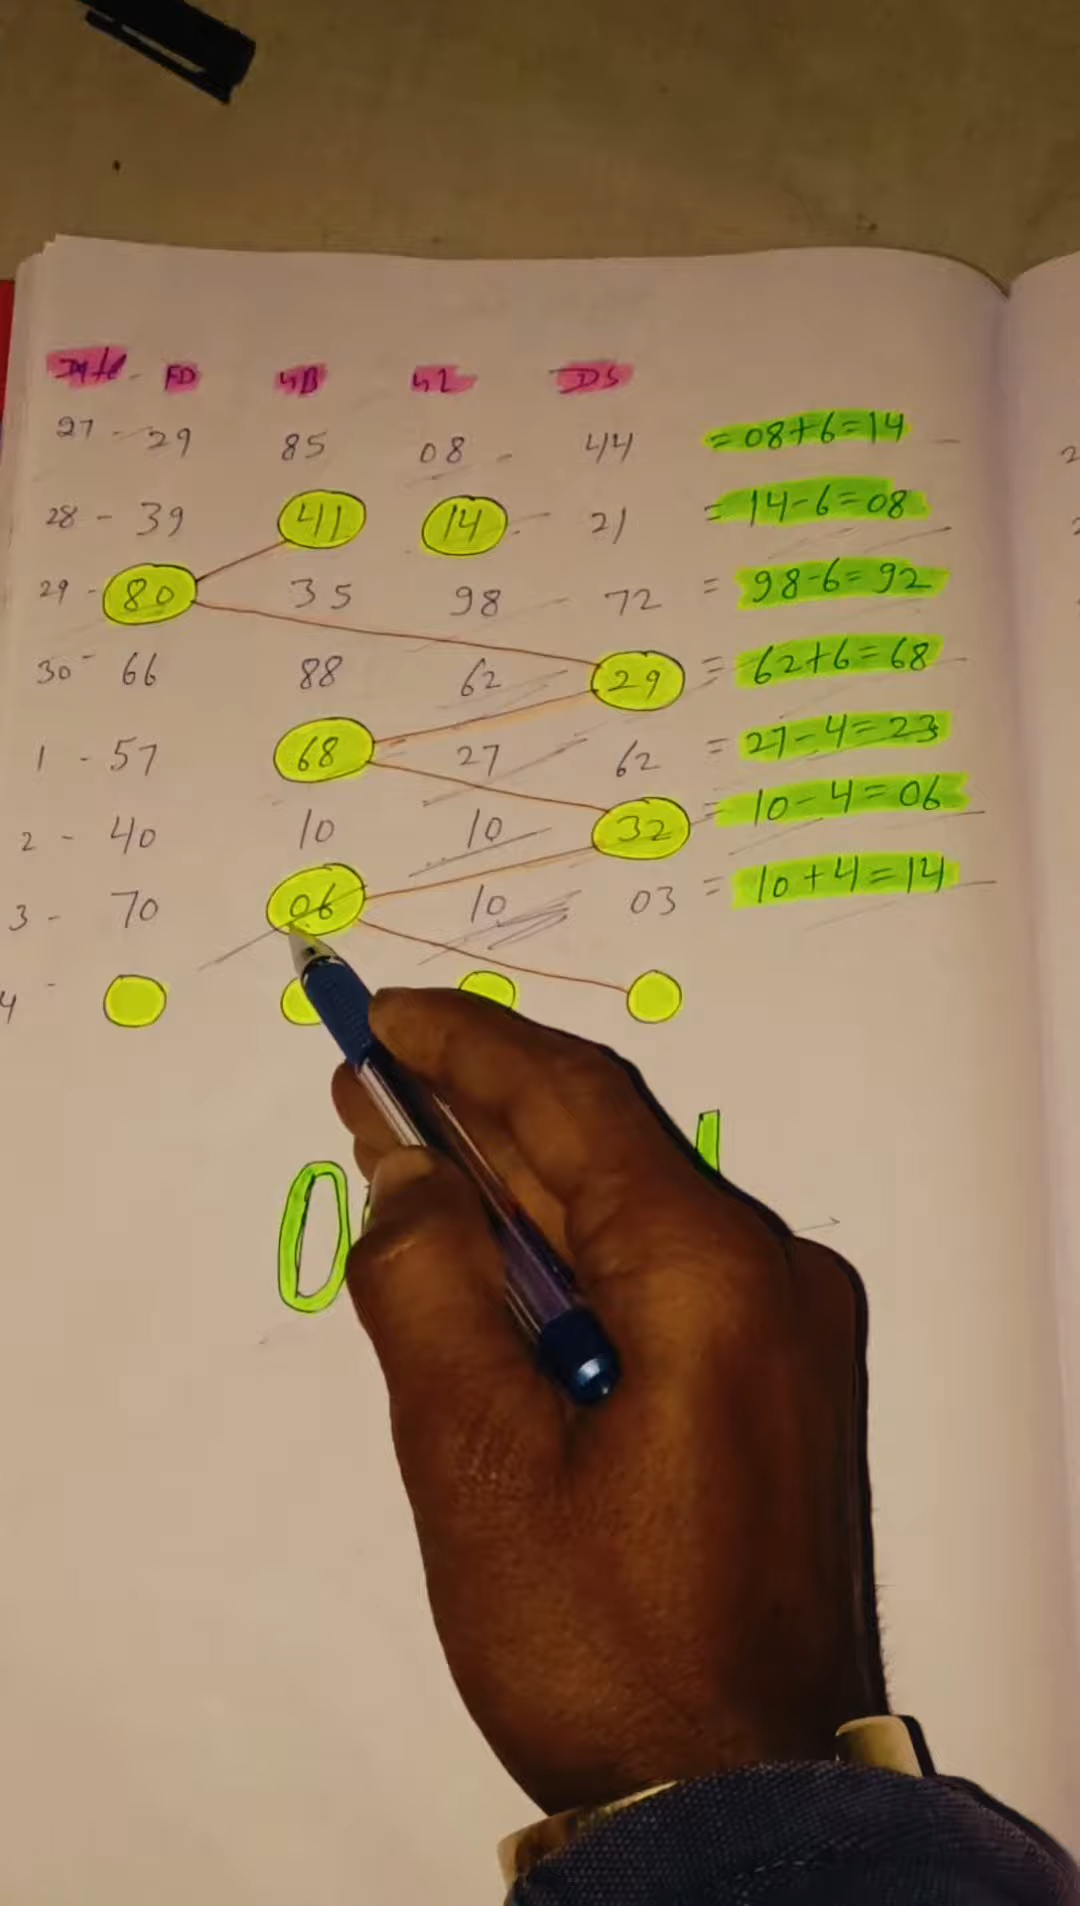 Date - FD GB GZ DS
27 - 29 85 08 - 44 = 08+6=14
28 - 39 41 14 - 21 = 14-6=08
29 - 80 35 98 - 72 = 98-6=92
30 - 66 88 62 29 = 62+6=68
1 - 57 68 27 62 = 27-4=23
2 - 40 10 10 32 = 10-4=06
3 - 70 06 10 03 = 10+4=14
4 -
0